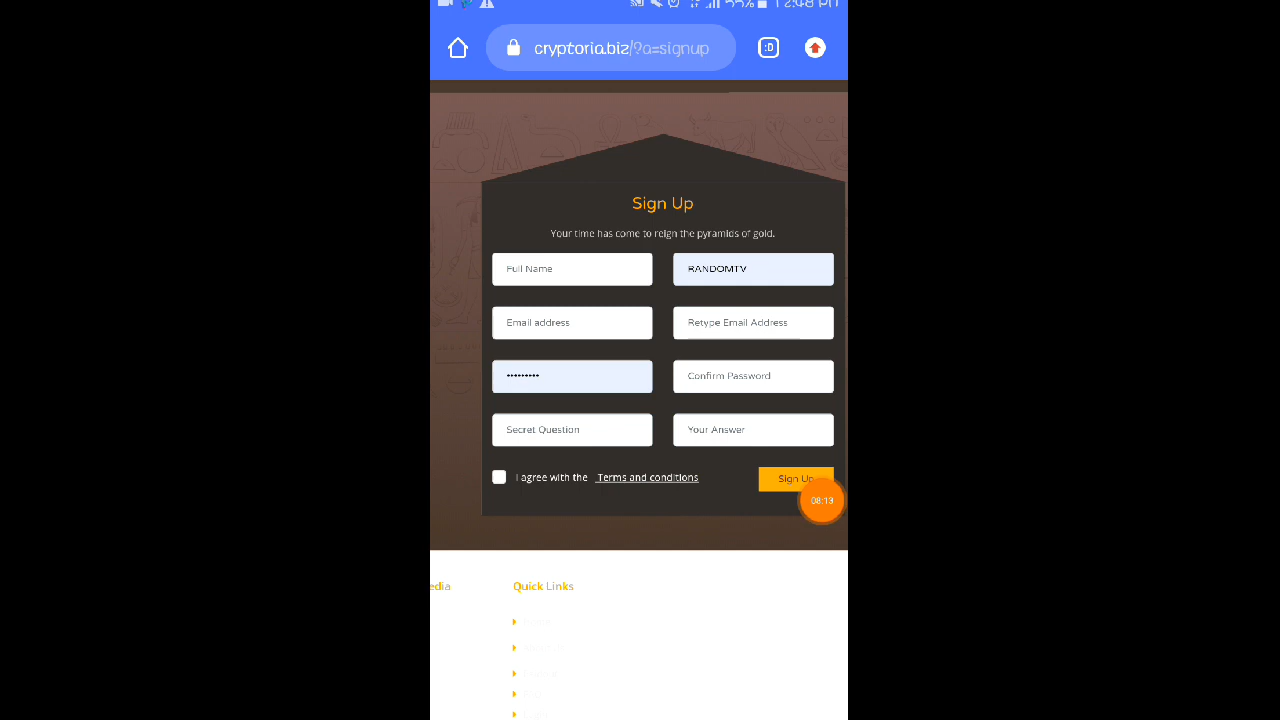 cryptoria.biz/?a=signup
:D
Sign Up
Your time has come to reign the pyramids of gold.
Full Name
RANDOMTV
Email address
Retype Email Address
•••••••••
Confirm Password
Secret Question
Your Answer
I agree with the Terms and conditions
Sign Up
08:13
edia
Quick Links